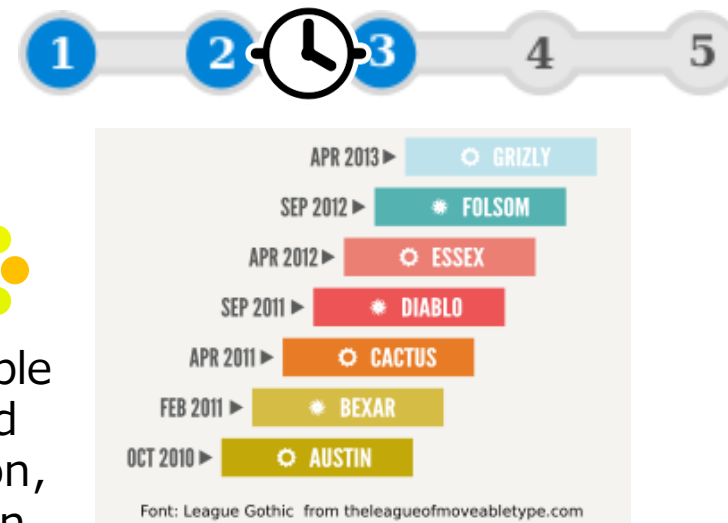 1 2 3 4 5
APR 2013 GRIZLY
SEP 2012 FOLSOM
APR 2012 ESSEX
SEP 2011 DIABLO
APR 2011 CACTUS
FEB 2011 BEXAR
OCT 2010 AUSTIN
Font: League Gothic from theleagueofmoveabletype.com